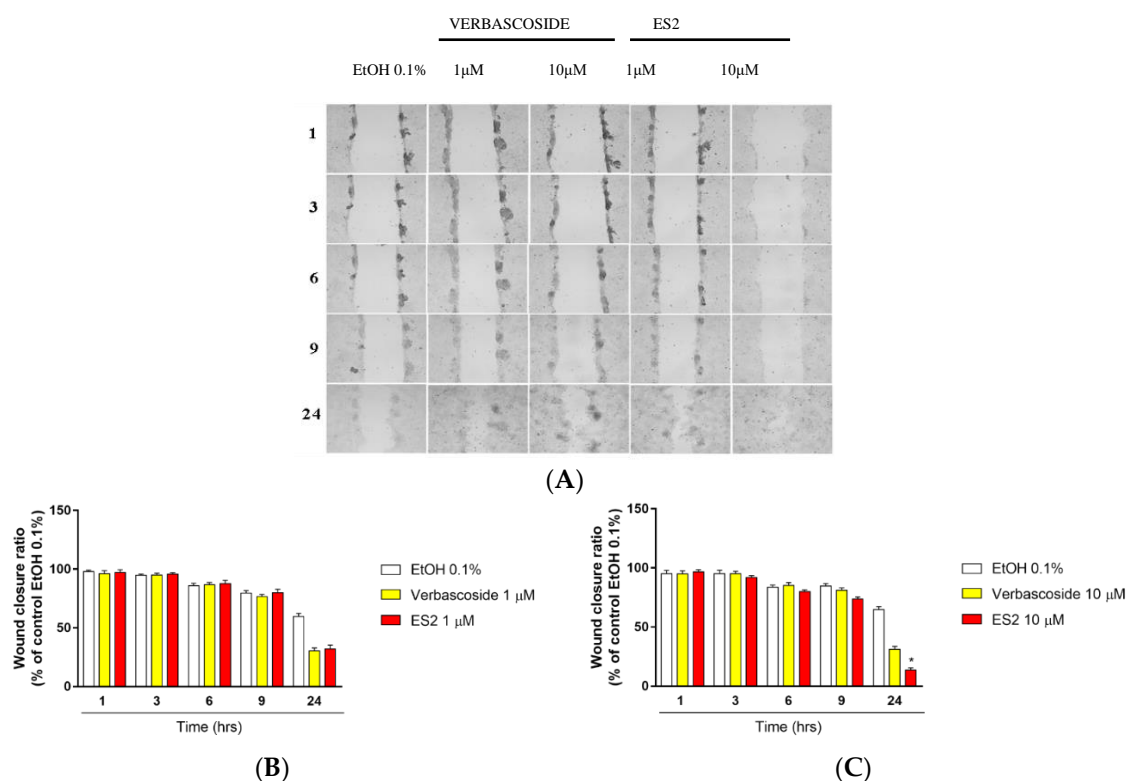 VERBASCOSIDE ES2
EtOH 0.1% 1μM 10μM 1μM 10μM
1
3
6
9
24
(A)
Wound closure ratio
(% of control EtOH 0.1%)
150
100
50
0
1 3 6 9 24
Time (hrs)
EtOH 0.1%
Verbascoside 1 μM
ES2 1 μM
(B)
Wound closure ratio
(% of control EtOH 0.1%)
150
100
50
0
*
1 3 6 9 24
Time (hrs)
EtOH 0.1%
Verbascoside 10 μM
ES2 10 μM
(C)